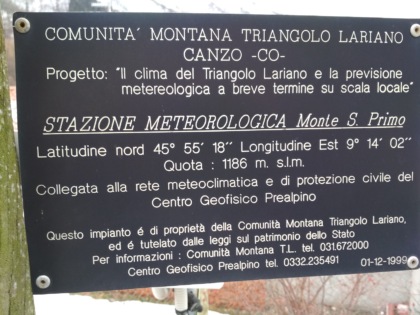 COMUNITA´ MONTANA TRIANGOLO LARIANO
CANZO -CO-
Progetto: "Il clima del Triangolo Lariano e la previsione
metereologica a breve termine su scala locale"
STAZIONE METEOROLOGICA Monte S. Primo
Latitudine nord 45° 55´ 18´´ Longitudine Est 9° 14´ 02´´
Quota : 1186 m. s.l.m.
Collegata alla rete meteoclimatica e di protezione civile del
Centro Geofisico Prealpino
Questo impianto é di proprietà della Comunità Montana Triangolo Lariano,
ed é tutelato dalle leggi sul patrimonio dello Stato
Per informazioni : Comunità Montana T.L. tel. 031.672000
Centro Geofisico Prealpino tel. 0332.235491 01-12-1999